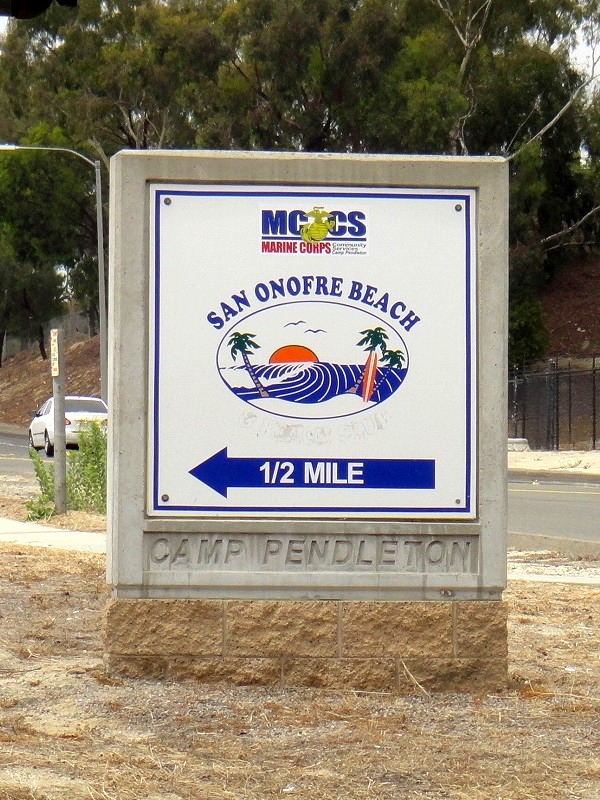 MCCS
MARINE CORPS Community Services
Camp Pendleton
SAN ONOFRE BEACH
1/2 MILE
CAMP PENDLETON